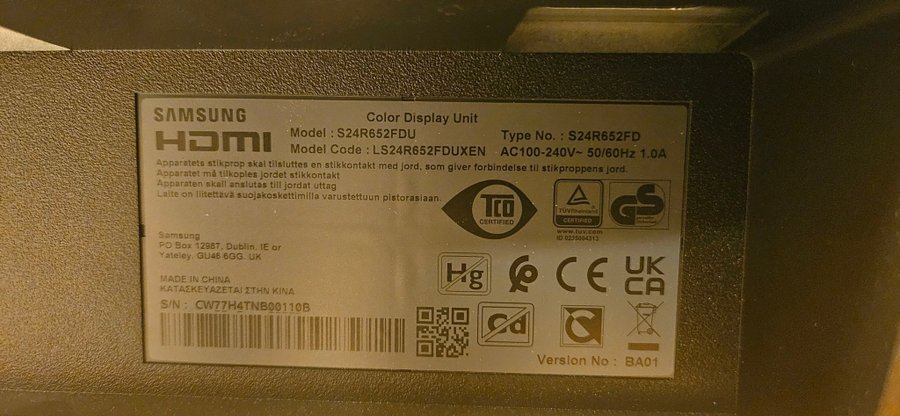 SAMSUNG
Color Display Unit
HDMI
Model : S24R652FDU
Type No. : S24R652FD
Model Code : LS24R652FDUXEN
AC100-240V~ 50/60Hz 1.0A
Apparatets stikprop skal tilsluttes en stikkontakt med jord, som giver forbindelse til stikproppens jord.
Apparatet må tilkoples jordet stikkontakt
Apparaten skall anslutas till jordat uttag
Laite on liitettävä suojakoskettimilla varustettuun pistorasiaan.
TCO
CERTIFIED
TÜVRheinland
CERTIFIED
www.tuv.com
ID 0235004313
GS
Samsung
PO Box 12987, Dublin, IE or
Yateley, GU46 6GG, UK
Hg
CE
UK
CA
MADE IN CHINA
ΚΑΤΑΣΚΕΥΑΖΕΤΑΙ ΣΤΗΝ ΚΙΝΑ
S/N : CW77H4TNB00110B
Cd
Version No : BA01